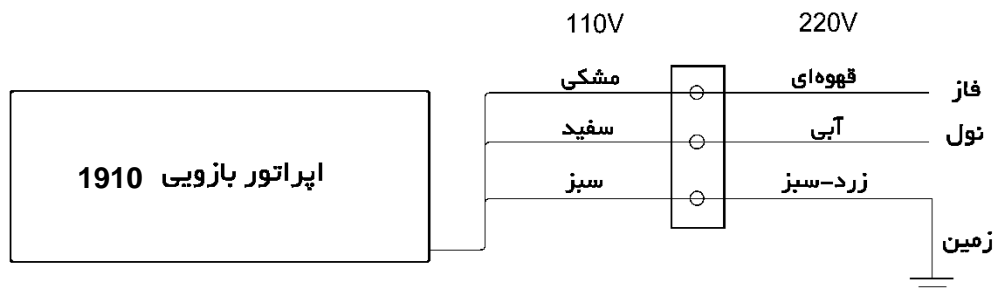 110V 220V
مشکی قهوه‌ای فاز
سفید آبی نول
اپراتور بازویی 1910
سبز زرد-سبز
زمین